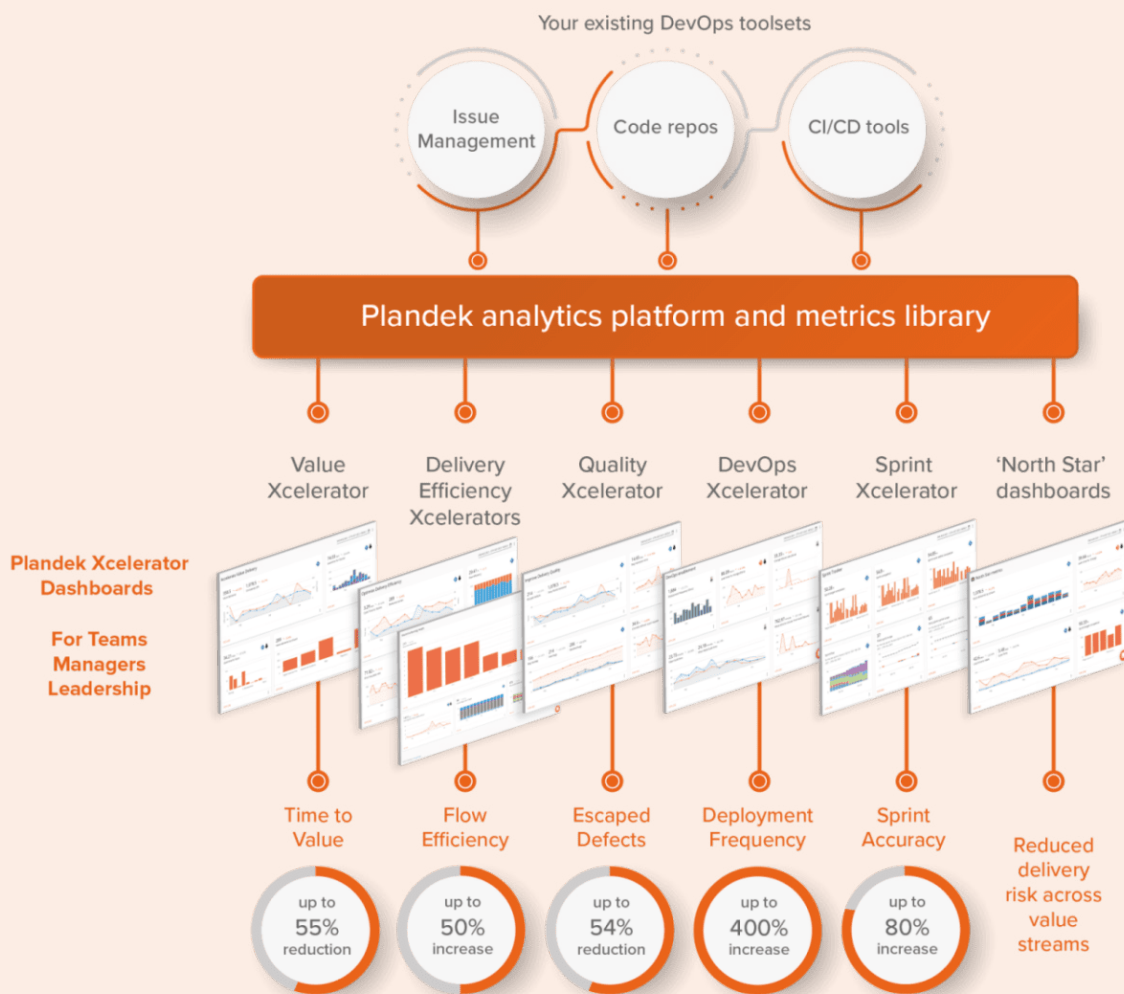 Your existing DevOps toolsets
Issue
Management
Code repos
CI/CD tools
Plandek analytics platform and metrics library
Value
Xcelerator
Delivery
Efficiency
Xcelerators
Quality
Xcelerator
DevOps
Xcelerator
Sprint
Xcelerator
‘North Star’
dashboards
Plandek Xcelerator
Dashboards
For Teams
Managers
Leadership
Time to
Value
Flow
Efficiency
Escaped
Defects
Deployment
Frequency
Sprint
Accuracy
Reduced
delivery
risk across
value
streams
up to
55%
reduction
up to
50%
increase
up to
54%
reduction
up to
400%
increase
up to
80%
increase